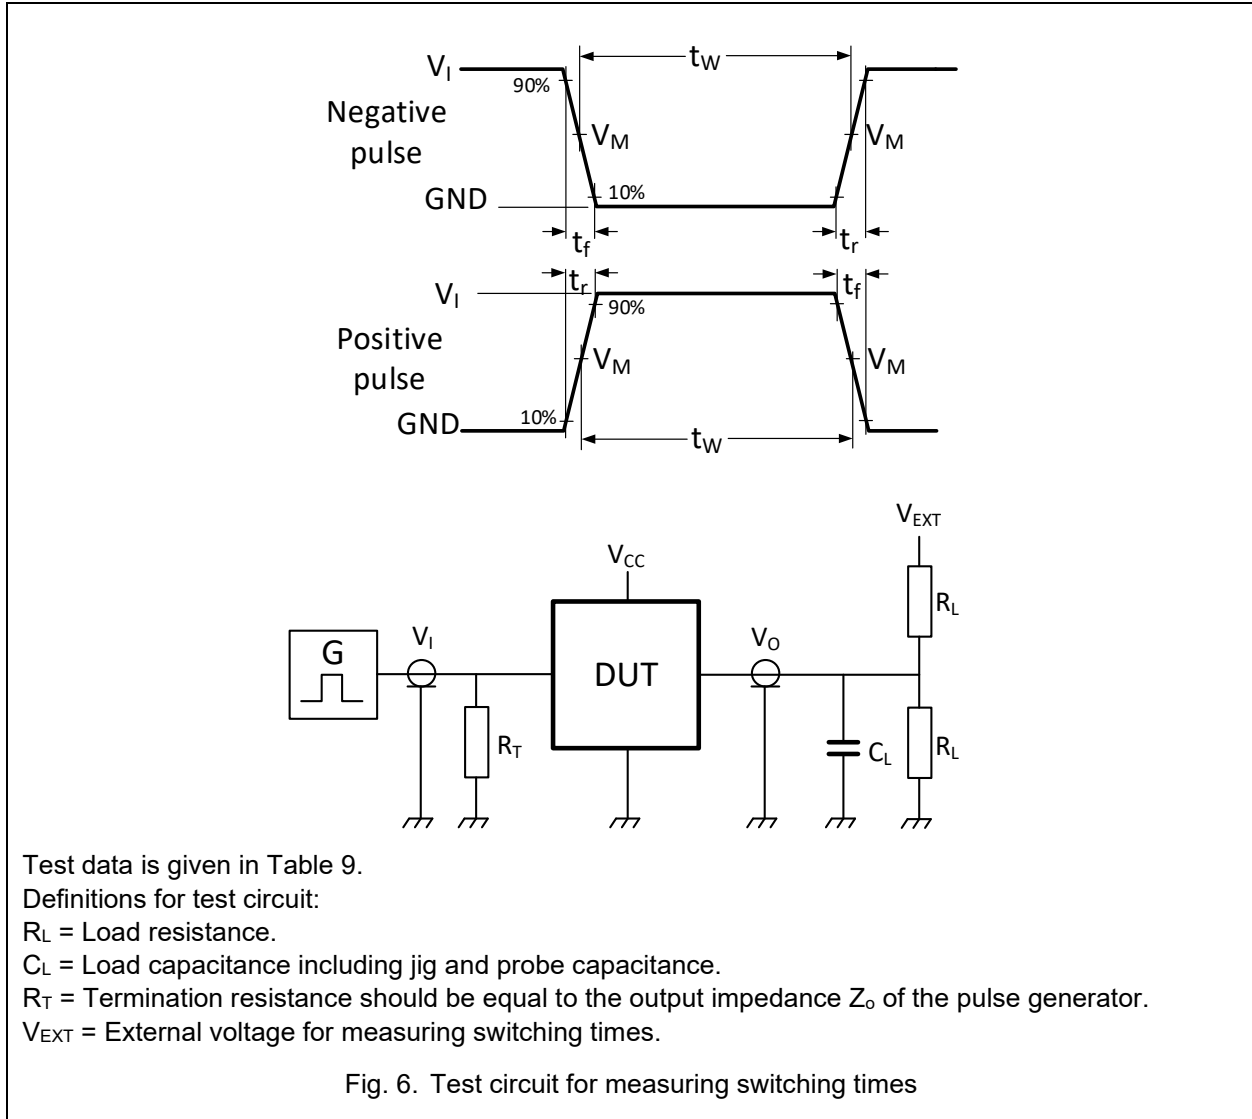 V_I
t_W
90%
Negative
pulse
V_M
V_M
GND
10%
t_f
t_r
t_r
t_f
V_I
90%
Positive
pulse
V_M
V_M
10%
GND
t_W
V_EXT
V_CC
R_L
G
V_I
DUT
V_O
R_T
C_L
R_L
Test data is given in Table 9.
Definitions for test circuit:
R_L = Load resistance.
C_L = Load capacitance including jig and probe capacitance.
R_T = Termination resistance should be equal to the output impedance Z_o of the pulse generator.
V_EXT = External voltage for measuring switching times.
Fig. 6. Test circuit for measuring switching times